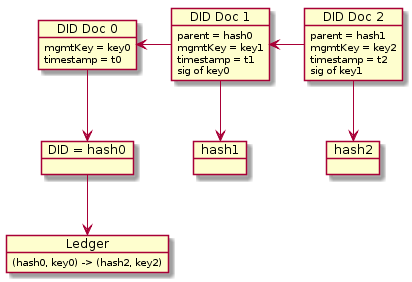 DID Doc 0
mgmtKey = key0
timestamp = t0
DID Doc 1
parent = hash0
mgmtKey = key1
timestamp = t1
sig of key0
DID Doc 2
parent = hash1
mgmtKey = key2
timestamp = t2
sig of key1
DID = hash0
hash1
hash2
Ledger
(hash0, key0) -> (hash2, key2)